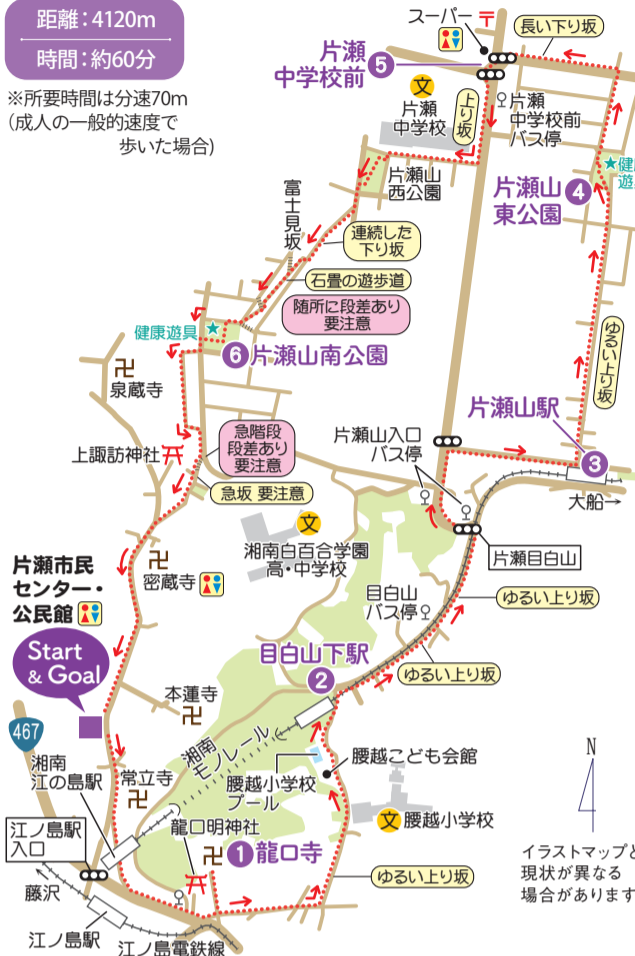 距離：4120m
時間：約60分
※所要時間は分速70m
(成人の一般的速度で
歩いた場合)
スーパー
長い下り坂
片瀬
中学校前
5
文
片瀬
中学校
上り坂
片瀬
中学校前
バス停
片瀬山
西公園
片瀬山
東公園
4
富士見坂
連続した
下り坂
石畳の遊歩道
随所に段差あり
要注意
健康遊具
6
片瀬山南公園
ゆるい上り坂
泉蔵寺
片瀬山駅
3
上諏訪神社
急階段
段差あり
要注意
片瀬山入口
バス停
急坂 要注意
大船→
文
湘南白百合学園
高・中学校
片瀬目白山
片瀬市民
センター・
公民館
密蔵寺
目白山
バス停
ゆるい上り坂
Start
& Goal
目白山下駅
2
ゆるい上り坂
本蓮寺
467
湘南
モノレール
湘南
江の島駅
常立寺
腰越小学校
プール
腰越こども会館
N
江ノ島駅
入口
龍口明神社
1
龍口寺
文
腰越小学校
イラストマップと
現状が異なる
場合があります
ゆるい上り坂
藤沢
江ノ島駅
江ノ島電鉄線